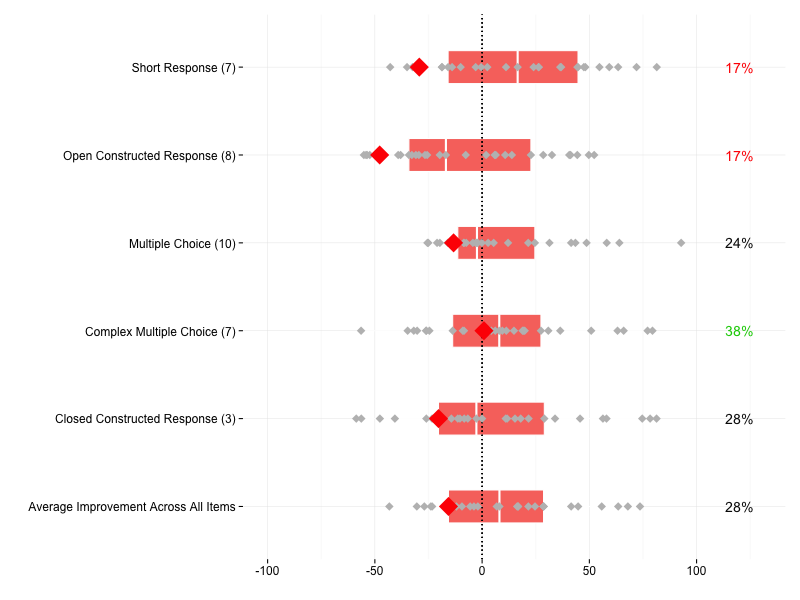 Short Response (7)
17%
Open Constructed Response (8)
17%
Multiple Choice (10)
24%
Complex Multiple Choice (7)
38%
Closed Constructed Response (3)
28%
Average Improvement Across All Items
28%
-100 -50 0 50 100